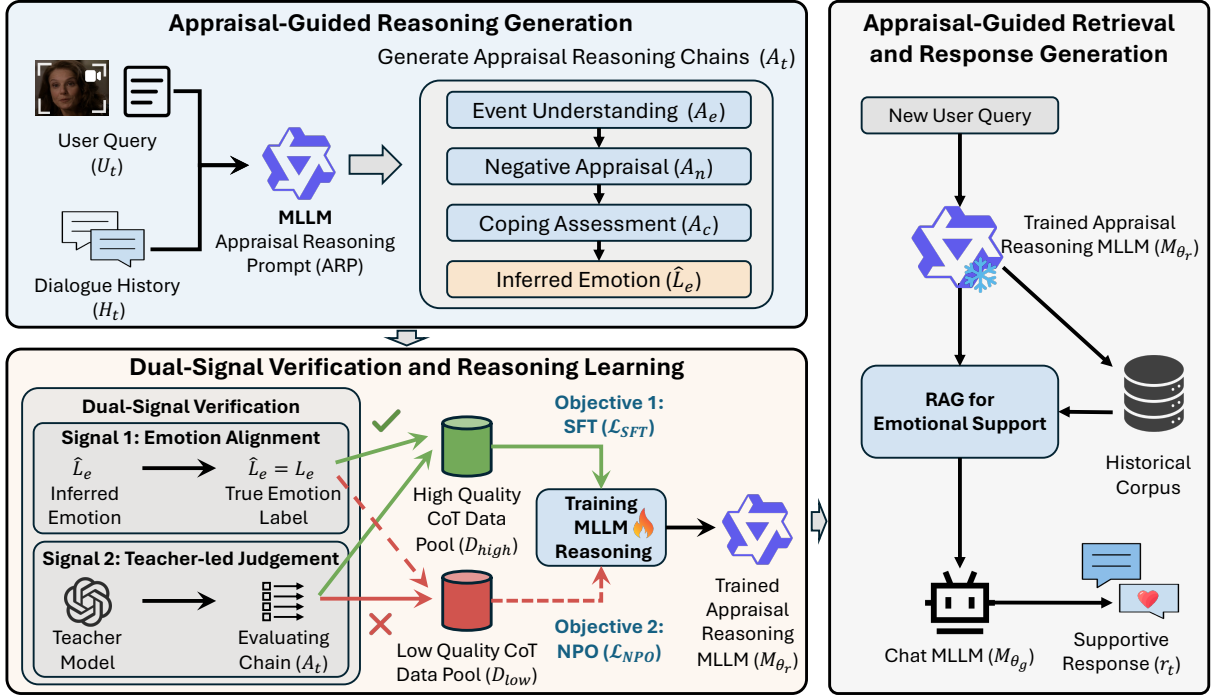 Appraisal-Guided Reasoning Generation
User Query
(U_t)
Dialogue History
(H_t)
MLLM
Appraisal Reasoning
Prompt (ARP)
Generate Appraisal Reasoning Chains (A_t)
Event Understanding (A_e)
Negative Appraisal (A_n)
Coping Assessment (A_c)
Inferred Emotion (L̂_e)
Dual-Signal Verification and Reasoning Learning
Dual-Signal Verification
Signal 1: Emotion Alignment
L̂_e
Inferred
Emotion
L̂_e = L_e
True Emotion
Label
Signal 2: Teacher-led Judgement
Teacher
Model
Evaluating
Chain (A_t)
High Quality
CoT Data
Pool (D_high)
Low Quality CoT
Data Pool (D_low)
Objective 1:
SFT (ℒ_SFT)
Training
MLLM
Reasoning
Objective 2:
NPO (ℒ_NPO)
Trained
Appraisal
Reasoning
MLLM (M_θ_r)
Appraisal-Guided Retrieval
and Response Generation
New User Query
Trained Appraisal
Reasoning MLLM (M_θ_r)
RAG for
Emotional Support
Historical
Corpus
Chat MLLM (M_θ_g)
Supportive
Response (r_t)